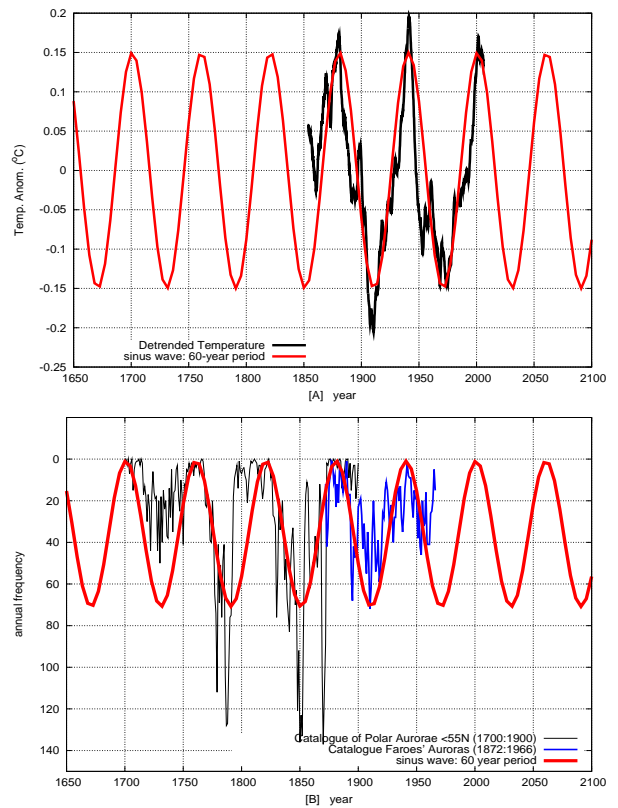 0.2
0.15
0.1
0.05
0
-0.05
-0.1
-0.15
-0.2
-0.25
Temp. Anom. (⁰C)
Detrended Temperature
sinus wave: 60-year period
1650 1700 1750 1800 1850 1900 1950 2000 2050 2100
[A] year
0
20
40
60
80
100
120
140
annual frequency
Catalogue of Polar Aurorae <55N (1700:1900)
Catalogue Faroes' Auroras (1872:1966)
sinus wave: 60 year period
1650 1700 1750 1800 1850 1900 1950 2000 2050 2100
[B] year